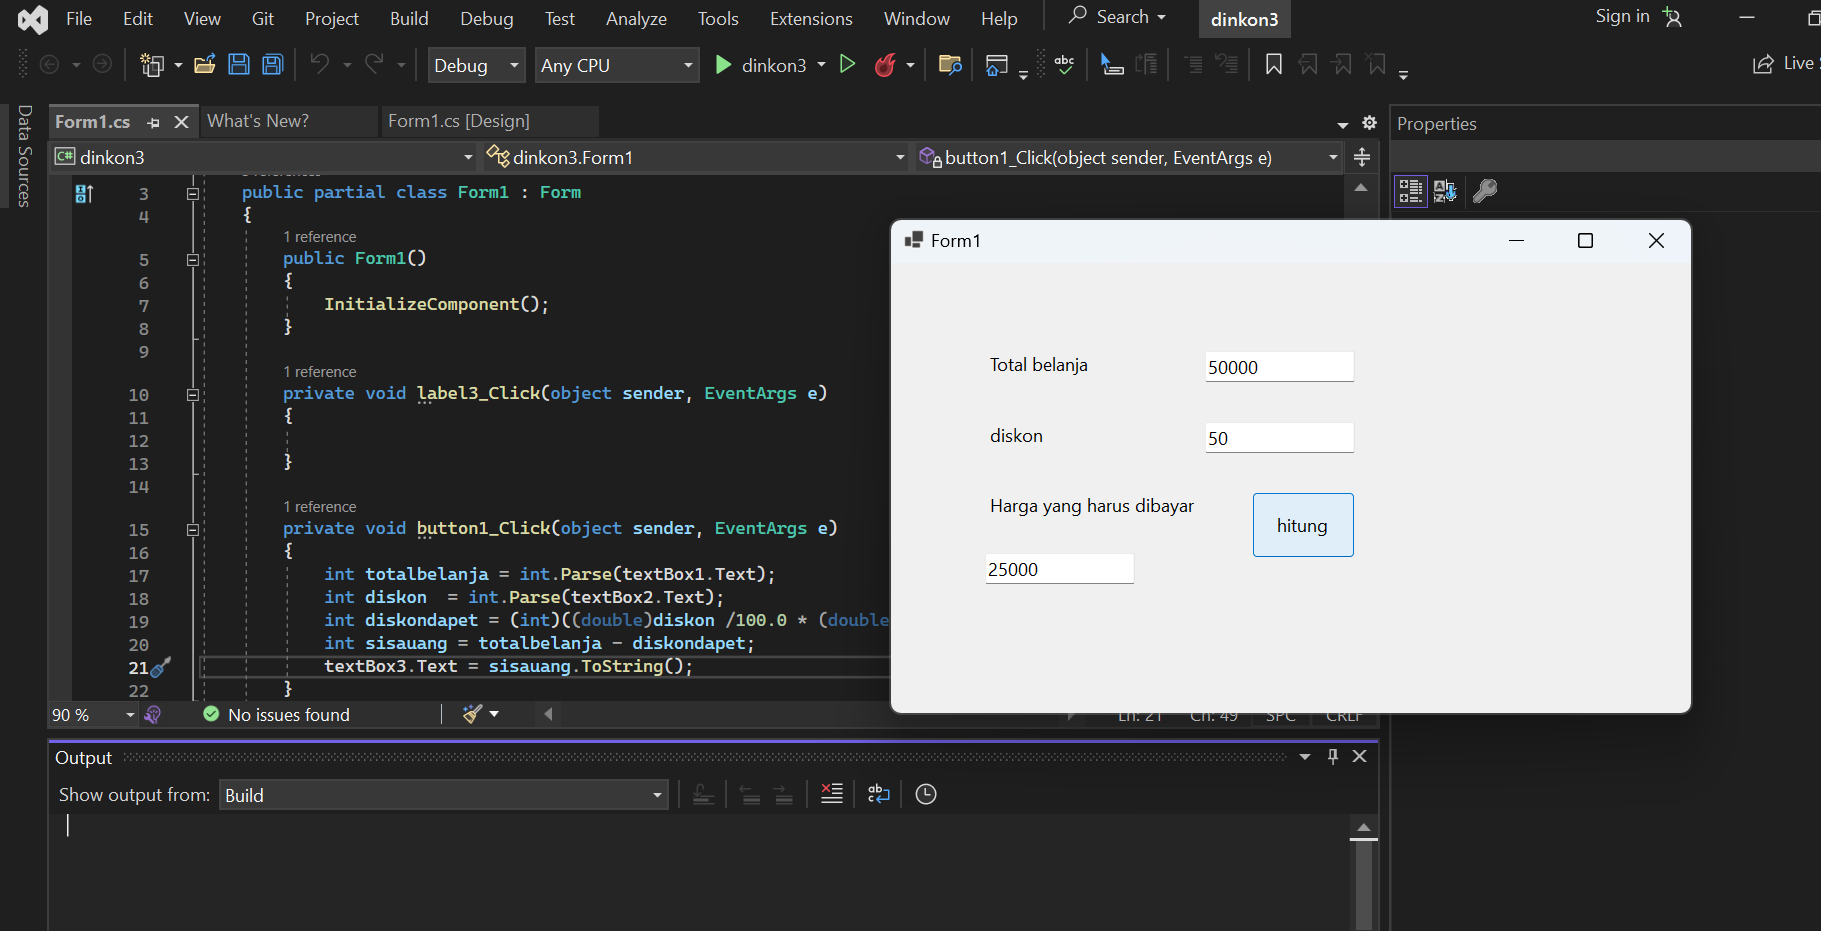 File Edit View Git Project Build Debug Test Analyze Tools Extensions Window Help Search dinkon3 Sign in
Debug Any CPU dinkon3 abc Live
Data Sources
Form1.cs What's New? Form1.cs [Design]
C# dinkon3 dinkon3.Form1 button1_Click(object sender, EventArgs e)
3 public partial class Form1 : Form
4 {
1 reference
5 public Form1()
6 {
7 InitializeComponent();
8 }
9
1 reference
10 private void label3_Click(object sender, EventArgs e)
11 {
12
13 }
14
1 reference
15 private void button1_Click(object sender, EventArgs e)
16 {
17 int totalbelanja = int.Parse(textBox1.Text);
18 int diskon  = int.Parse(textBox2.Text);
19 int diskondapet = (int)((double)diskon /100.0 * (double
20 int sisauang = totalbelanja - diskondapet;
21 textBox3.Text = sisauang.ToString();
22 }
90 % No issues found Ln: 21 Ch: 49 SPC CRLF
Output
Show output from: Build
Properties
Form1
Total belanja 50000
diskon 50
Harga yang harus dibayar hitung
25000